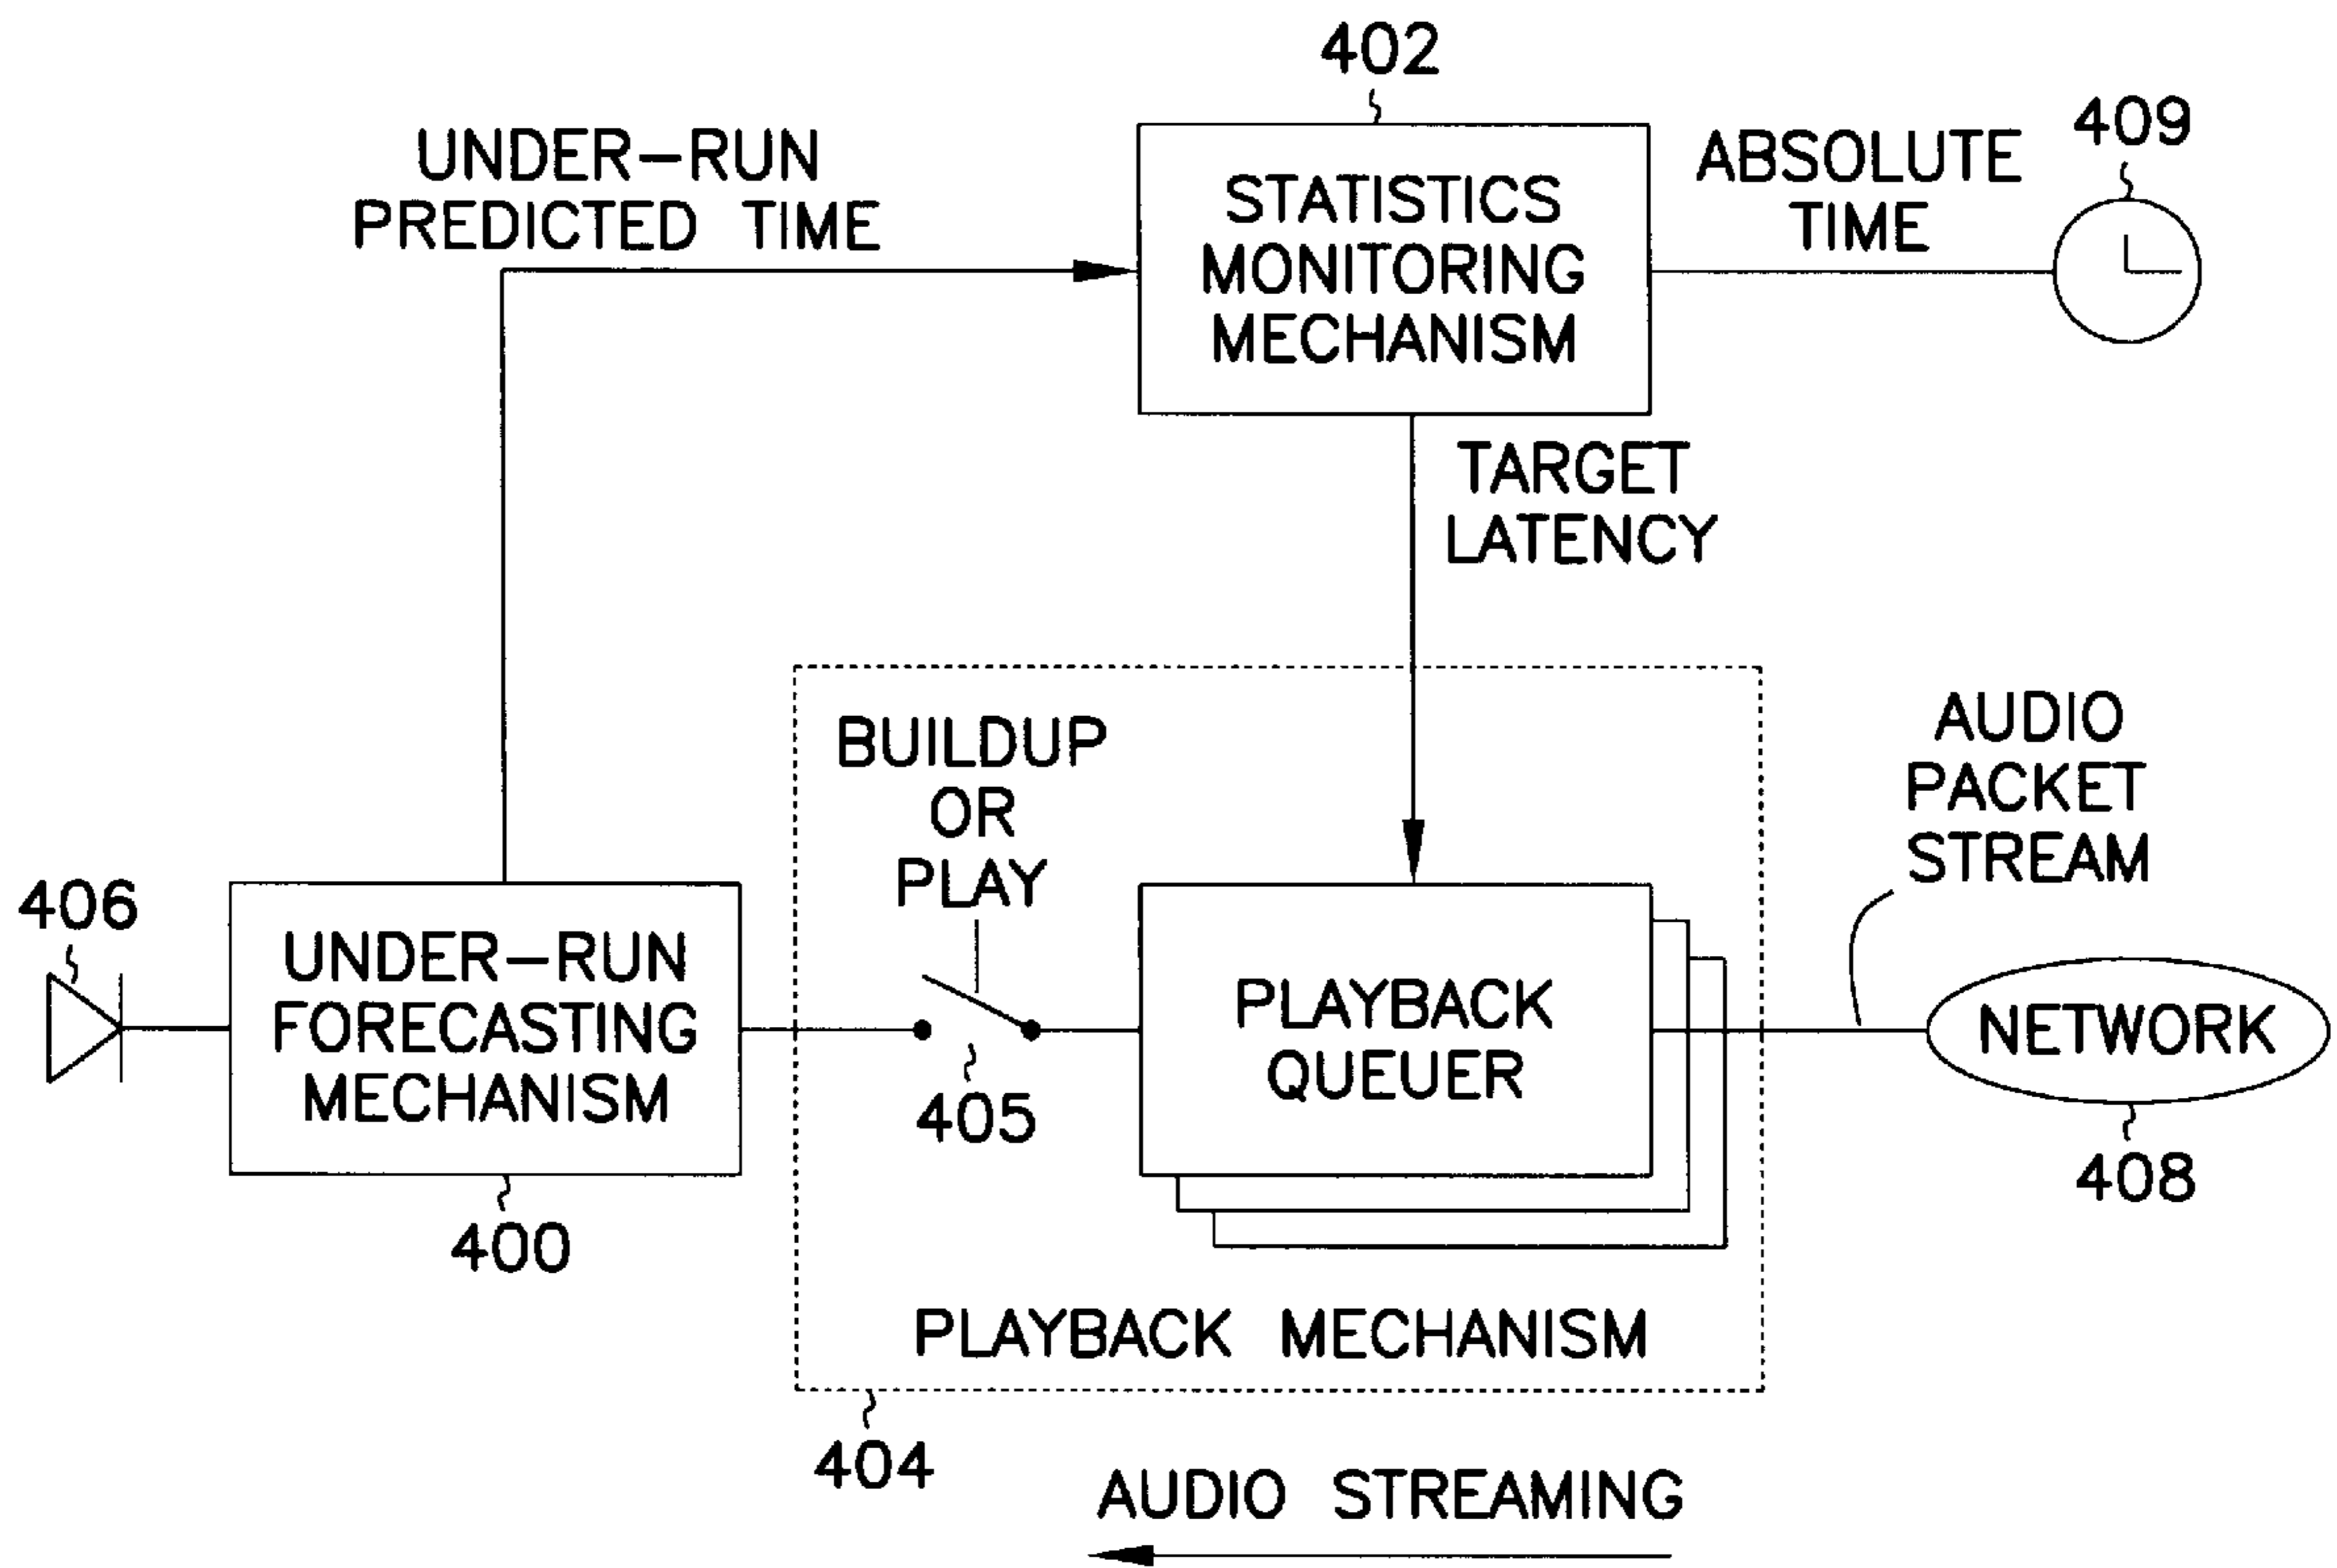 402
409
UNDER-RUN
PREDICTED TIME
STATISTICS
MONITORING
MECHANISM
ABSOLUTE
TIME
TARGET
LATENCY
BUILDUP
OR
PLAY
AUDIO
PACKET
STREAM
406
UNDER-RUN
FORECASTING
MECHANISM
400
405
PLAYBACK
QUEUER
NETWORK
408
PLAYBACK MECHANISM
404
AUDIO STREAMING